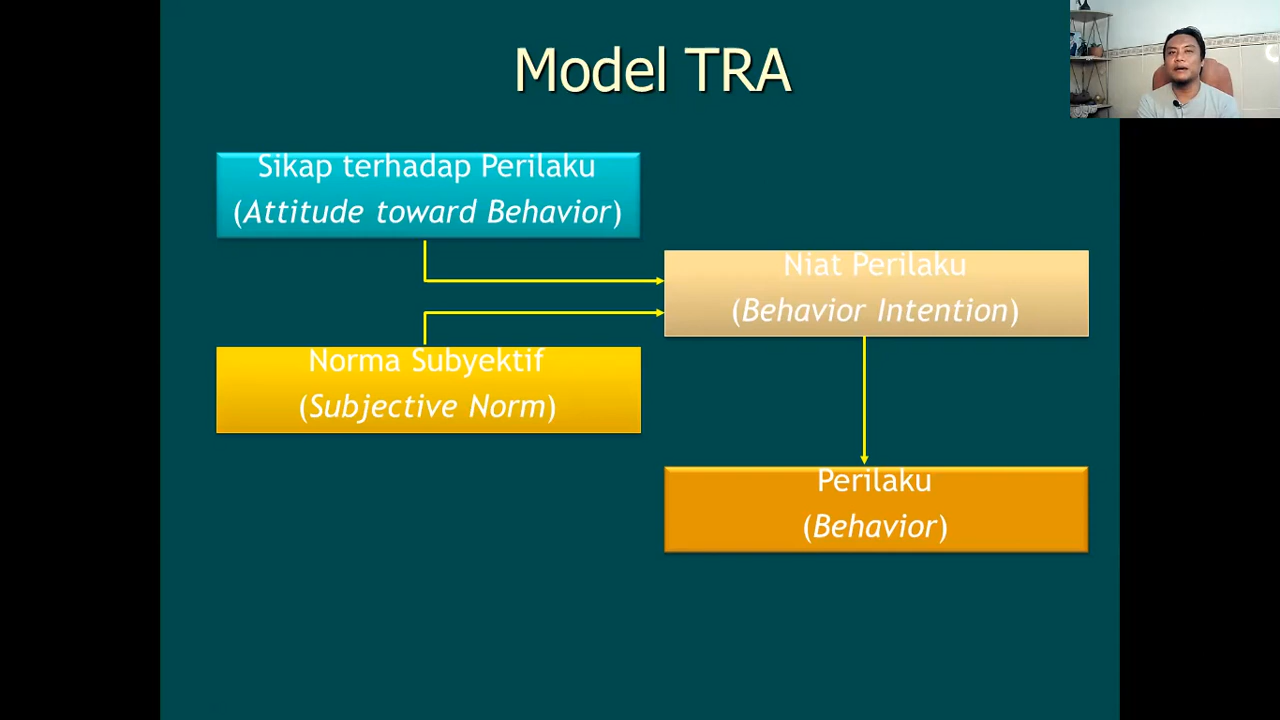 Model TRA
Sikap terhadap Perilaku
(Attitude toward Behavior)
Niat Perilaku
(Behavior Intention)
Norma Subyektif
(Subjective Norm)
Perilaku
(Behavior)